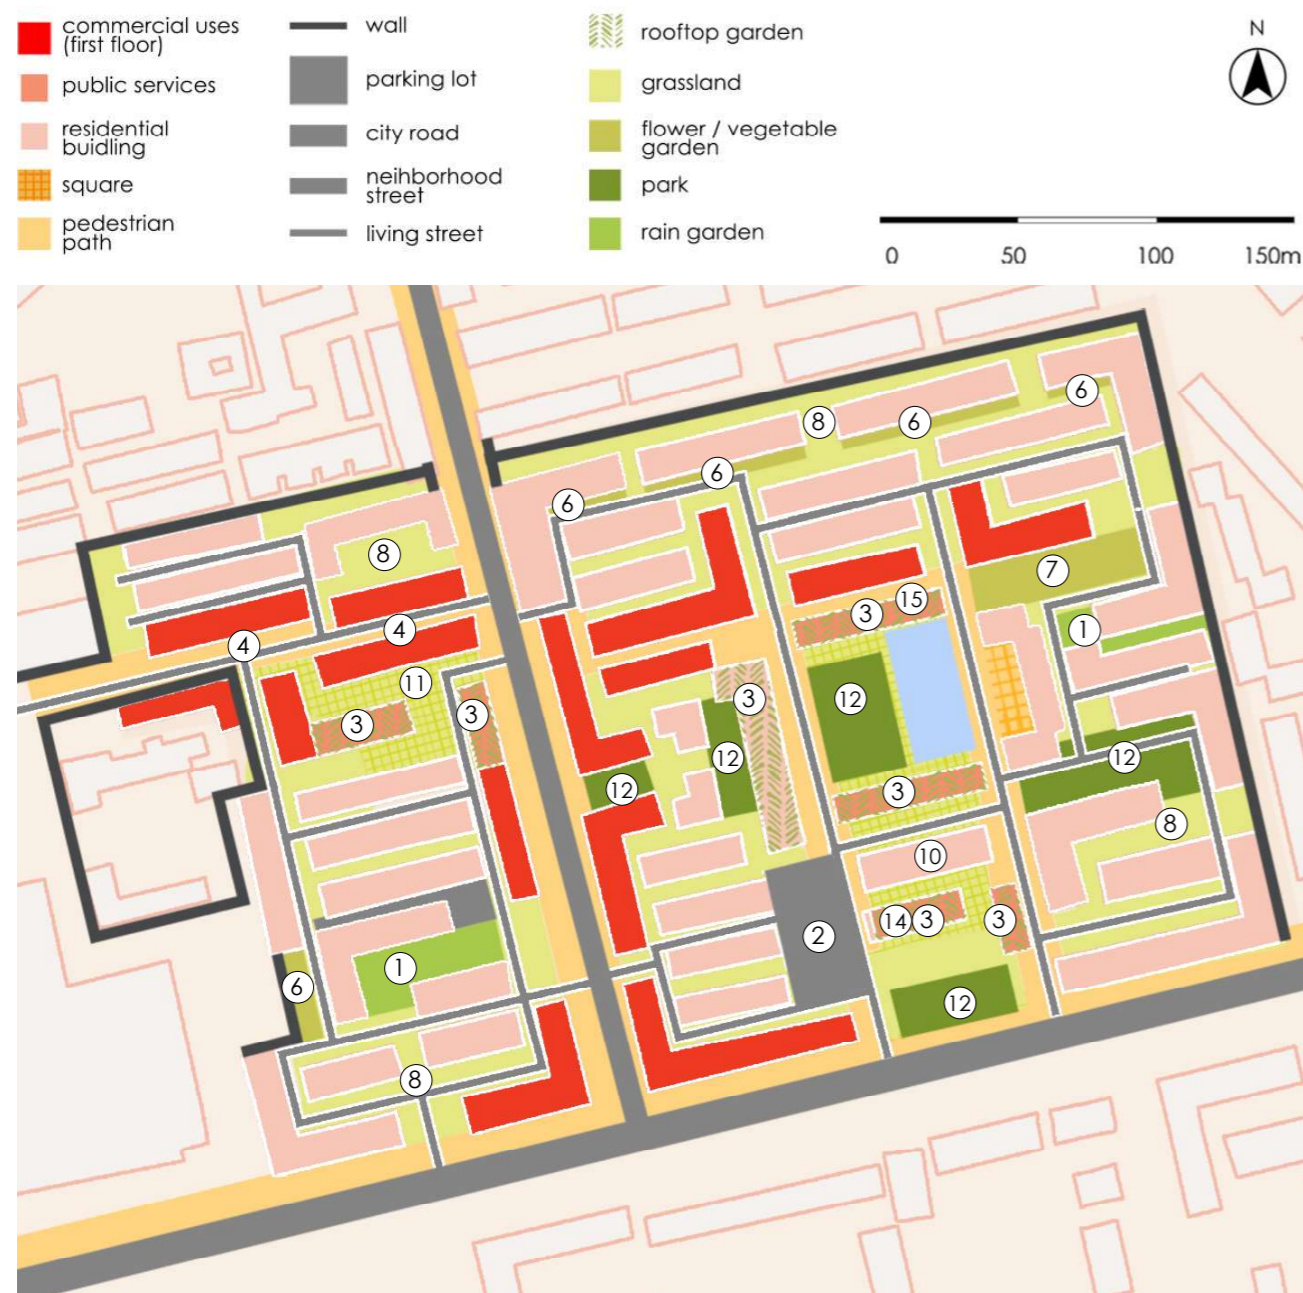 commercial uses
(first floor)
public services
residential
buidling
square
pedestrian
path
wall
parking lot
city road
neihborhood
street
living street
rooftop garden
grassland
flower / vegetable
garden
park
rain garden
N
0 50 100 150m
6
8
6
6
6
8
7
3
15
1
4
4
11
3
12
3
3
12
12
12
3
8
10
14
3
3
2
1
6
12
8